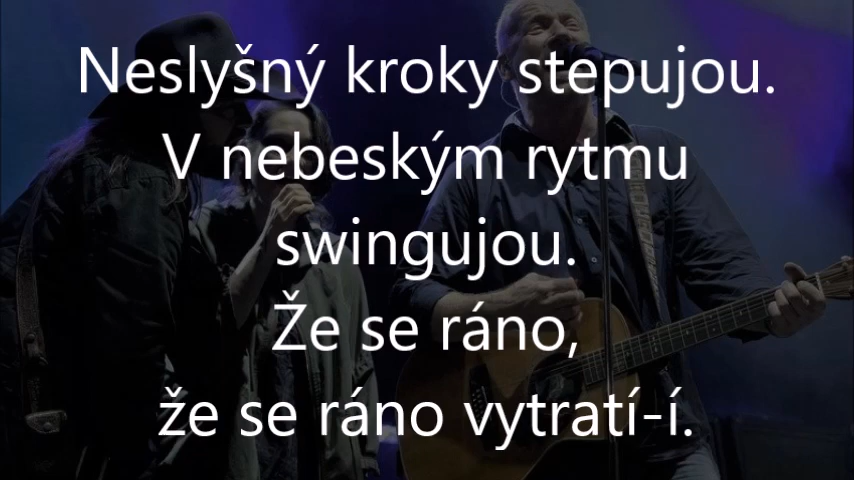 Neslyšný kroky stepujou.
V nebeským rytmu
swingujou.
Že se ráno,
že se ráno vytratí-í.